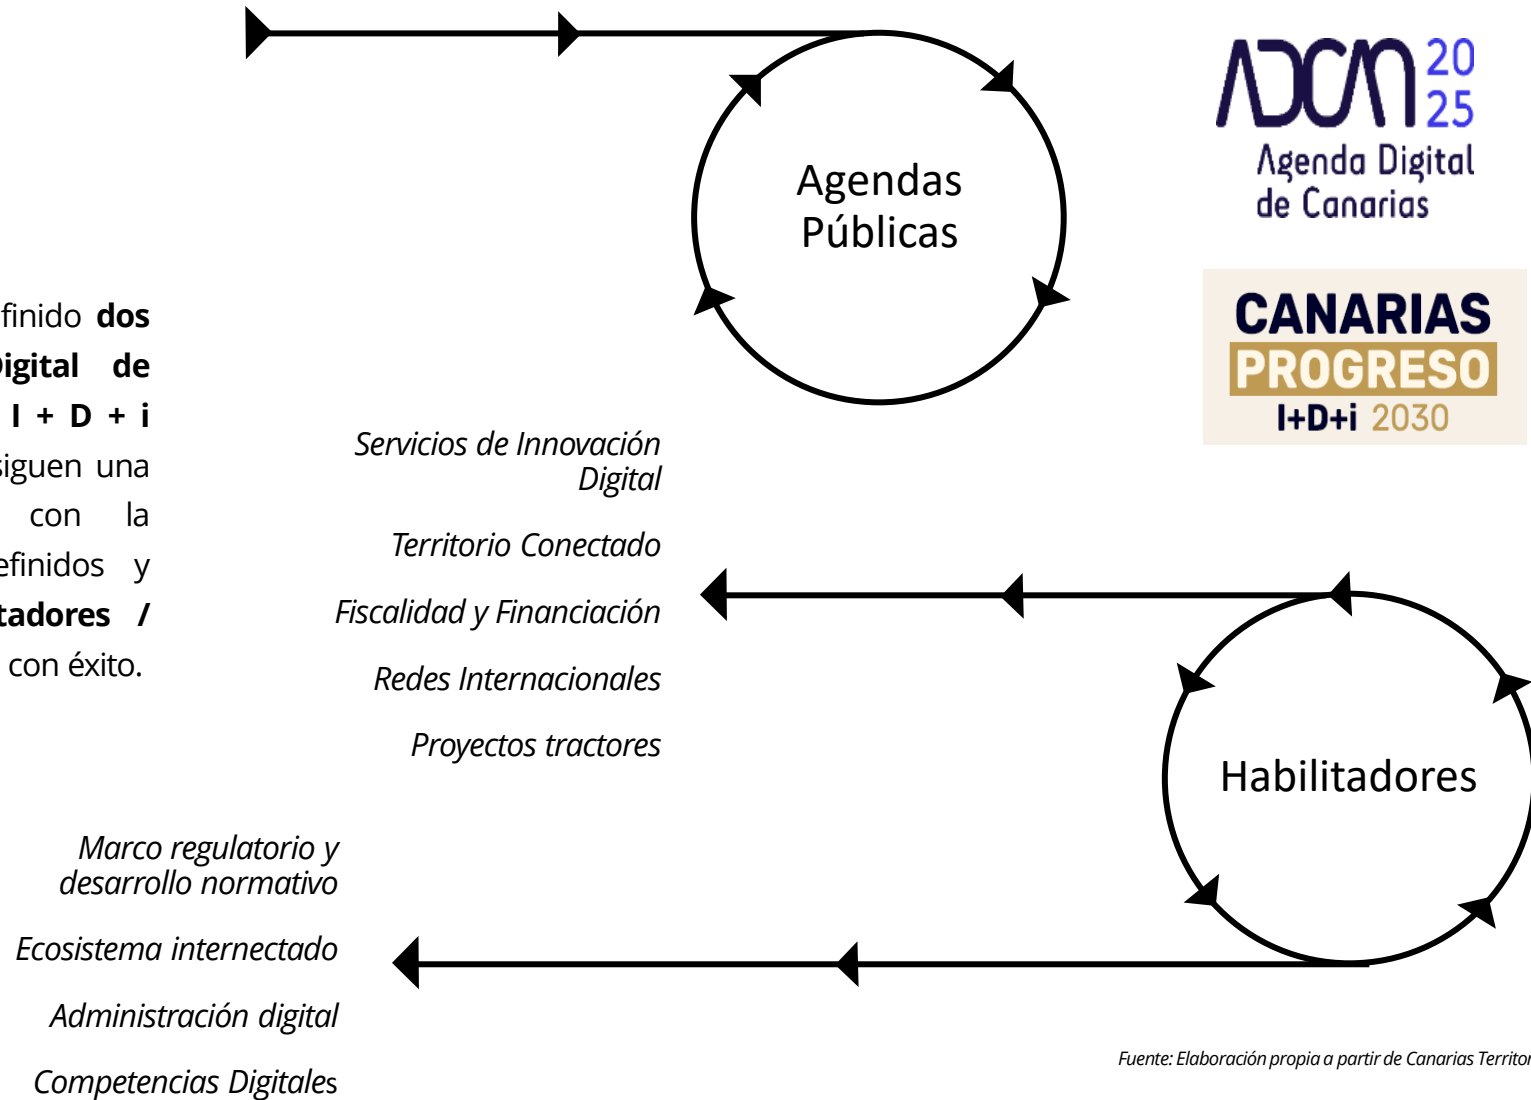 Agendas
Públicas
ADCAN 20
25
Agenda Digital
de Canarias
CANARIAS
PROGRESO
I+D+i 2030
finido dos
Digital de
I + D + i
siguen una
con la
efinidos y
tadores /
con éxito.
Servicios de Innovación
Digital
Territorio Conectado
Fiscalidad y Financiación
Redes Internacionales
Proyectos tractores
Habilitadores
Marco regulatorio y
desarrollo normativo
Ecosistema internectado
Administración digital
Competencias Digitales
Fuente: Elaboración propia a partir de Canarias Territor